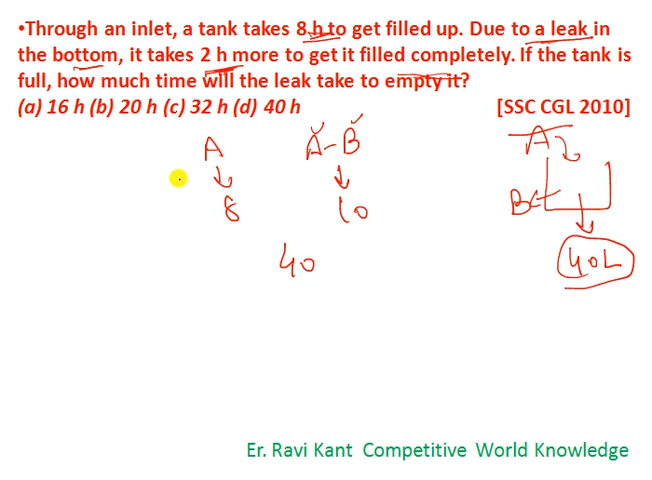 •Through an inlet, a tank takes 8 h to get filled up. Due to a leak in
the bottom, it takes 2 h more to get it filled completely. If the tank is
full, how much time will the leak take to empty it?
(a) 16 h (b) 20 h (c) 32 h (d) 40 h [SSC CGL 2010]
A A - B A
8 10 B
40 40L
Er. Ravi Kant Competitive World Knowledge